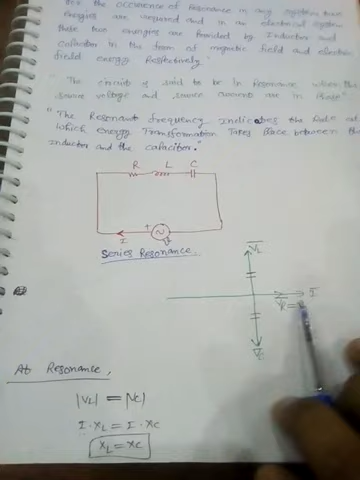 For the occurence of Resonance in any system two
energies are required and in an electrical system
these two energies are provided by Inductor and
Capacitor in the form of magnetic field and electric
field energy Respectively.
"The circuit is said to be in Resonance when the
source voltage and source currents are in Phase"
"The Resonant frequency Indicates the Rate at
which energy Transformation Takes place between the
inductor and the capacitor."
R L C
I + V
Series Resonance
VL
I
VR =
VC
At Resonance
|VL| = |VC|
I. XL = I. XC
XL = XC